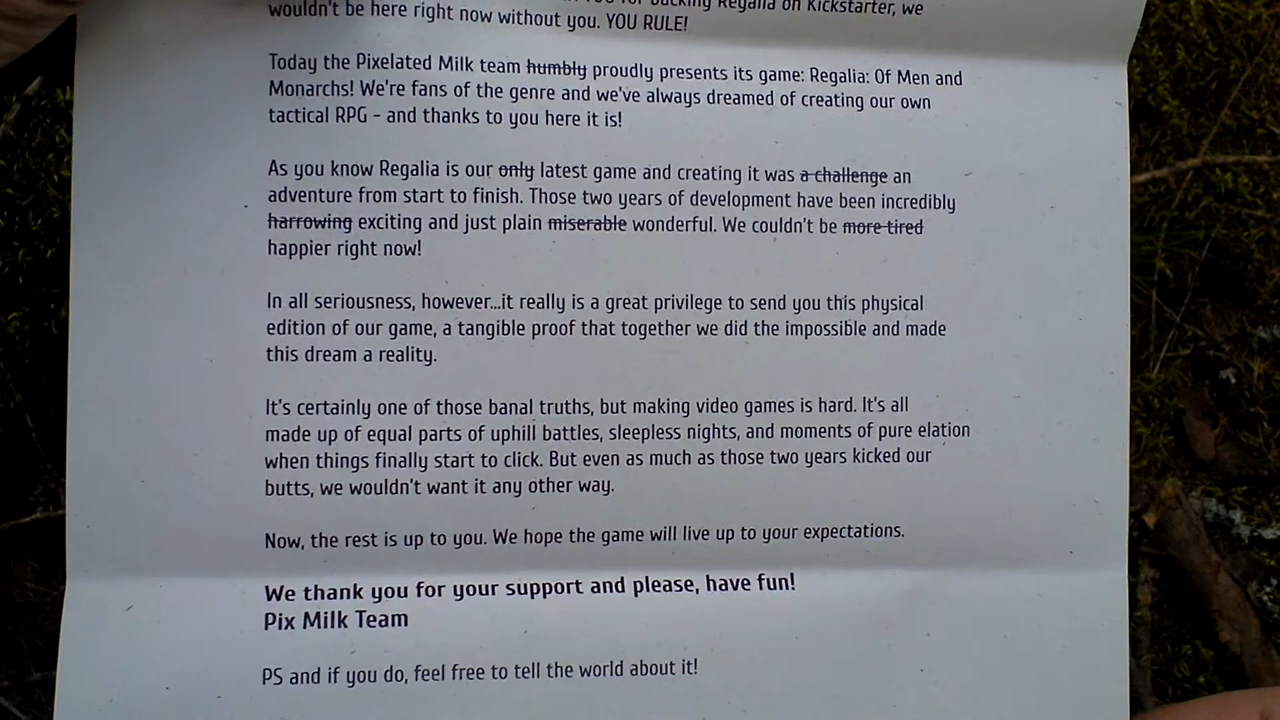 for backing Regalia on Kickstarter, we
wouldn't be here right now without you. YOU RULE!
Today the Pixelated Milk team humbly proudly presents its game: Regalia: Of Men and
Monarchs! We're fans of the genre and we've always dreamed of creating our own
tactical RPG - and thanks to you here it is!
As you know Regalia is our only latest game and creating it was a challenge an
adventure from start to finish. Those two years of development have been incredibly
harrowing exciting and just plain miserable wonderful. We couldn't be more tired
happier right now!
In all seriousness, however...it really is a great privilege to send you this physical
edition of our game, a tangible proof that together we did the impossible and made
this dream a reality.
It's certainly one of those banal truths, but making video games is hard. It's all
made up of equal parts of uphill battles, sleepless nights, and moments of pure elation
when things finally start to click. But even as much as those two years kicked our
butts, we wouldn't want it any other way.
Now, the rest is up to you. We hope the game will live up to your expectations.
We thank you for your support and please, have fun!
Pix Milk Team
PS and if you do, feel free to tell the world about it!